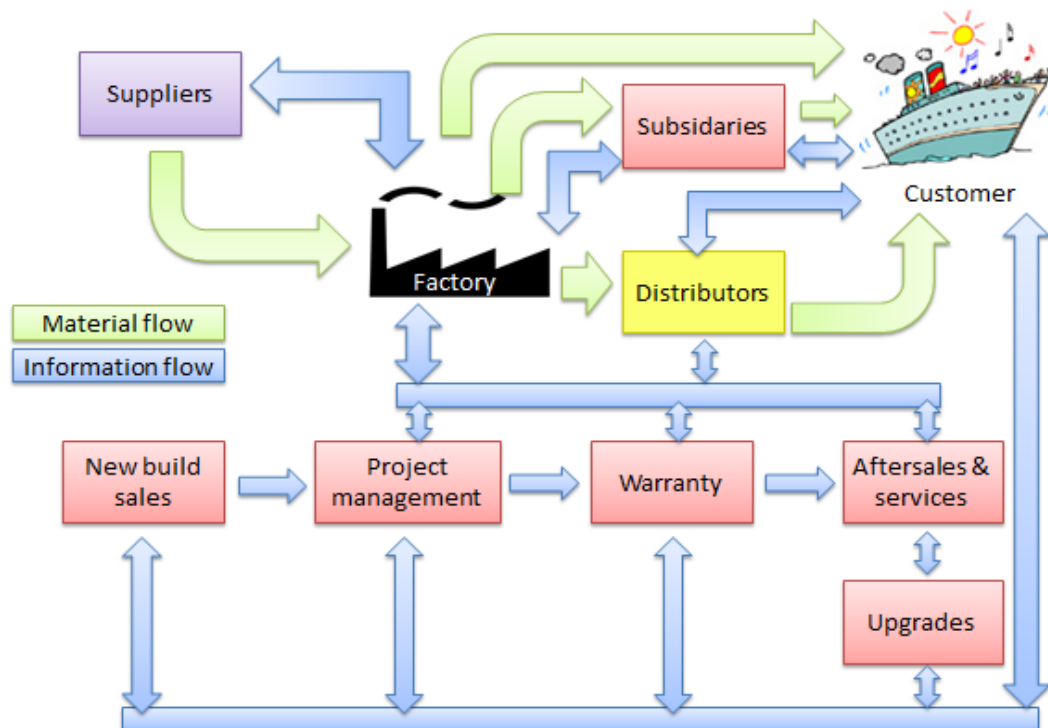 Suppliers
Subsidaries
Customer
Factory
Distributors
Material flow
Information flow
New build
sales
Project
management
Warranty
Aftersales &
services
Upgrades